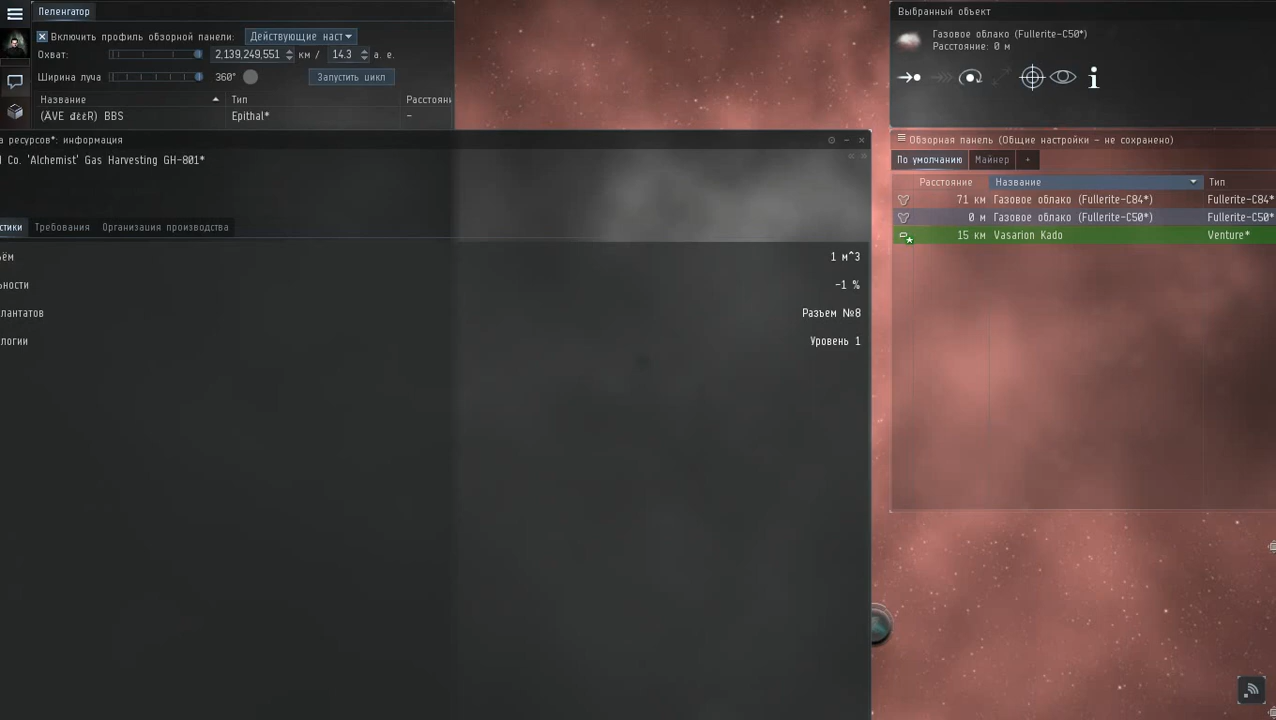 Пеленгатор
Включить профиль обзорной панели: Действующие наст
Охват: 2,139,249,551 км / 14.3 а. е.
Ширина луча 360° Запустить цикл
Название Тип Расстоян
(ÄVE đεεR) BBS Epithal* –
Выбранный объект
Газовое облако (Fullerite-C50*)
Расстояние: 0 м
а ресурсов*: информация
Co. 'Alchemist' Gas Harvesting GH-801*
стики Требования Организация производства
ём 1 м^3
ьности -1 %
лантатов Разъем №8
логии Уровень 1
Обзорная панель (Общие настройки – не сохранено)
По умолчанию Майнер +
Расстояние Название Тип
71 км Газовое облако (Fullerite-C84*) Fullerite-C84*
0 м Газовое облако (Fullerite-C50*) Fullerite-C50*
15 км Vasarion Kado Venture*